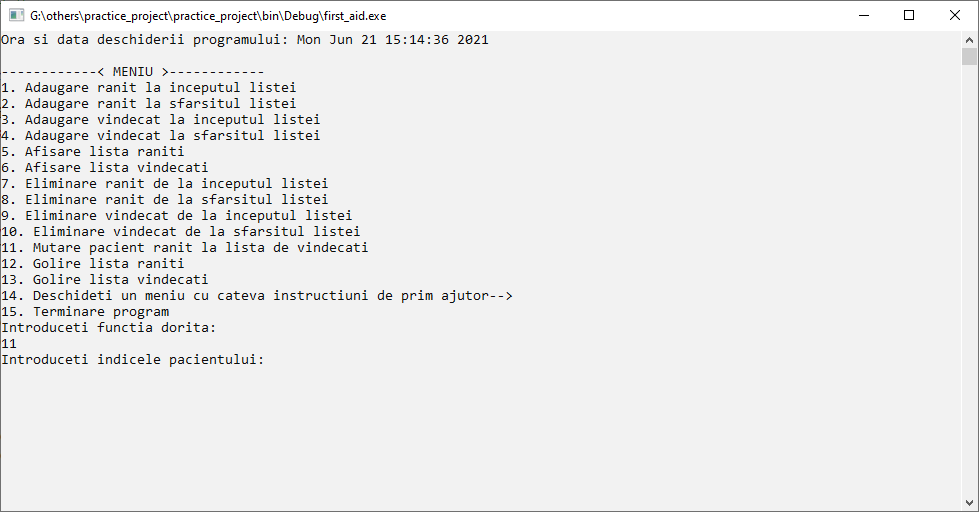 G:\others\practice_project\practice_project\bin\Debug\first_aid.exe
Ora si data deschiderii programului: Mon Jun 21 15:14:36 2021
------------< MENIU >------------
1. Adaugare ranit la inceputul listei
2. Adaugare ranit la sfarsitul listei
3. Adaugare vindecat la inceputul listei
4. Adaugare vindecat la sfarsitul listei
5. Afisare lista raniti
6. Afisare lista vindecati
7. Eliminare ranit de la inceputul listei
8. Eliminare ranit de la sfarsitul listei
9. Eliminare vindecat de la inceputul listei
10. Eliminare vindecat de la sfarsitul listei
11. Mutare pacient ranit la lista de vindecati
12. Golire lista raniti
13. Golire lista vindecati
14. Deschideti un meniu cu cateva instructiuni de prim ajutor-->
15. Terminare program
Introduceti functia dorita:
11
Introduceti indicele pacientului: